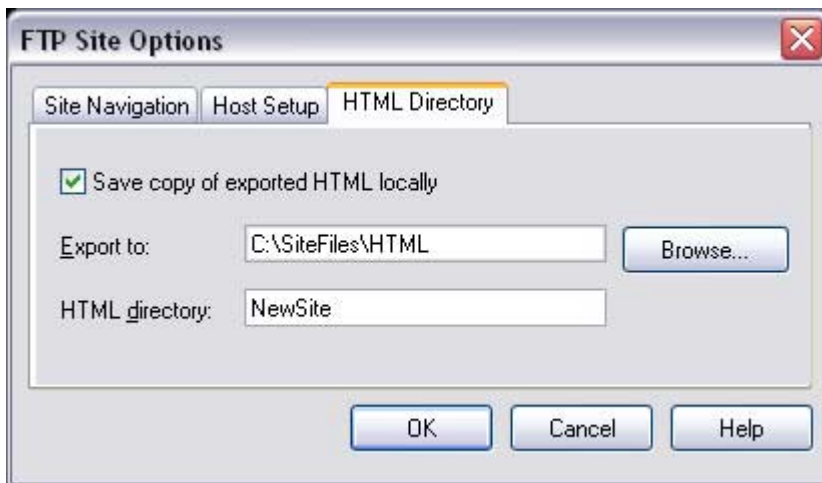 FTP Site Options
Site Navigation Host Setup HTML Directory
Save copy of exported HTML locally
Export to: C:\SiteFiles\HTML Browse...
HTML directory: NewSite
OK Cancel Help